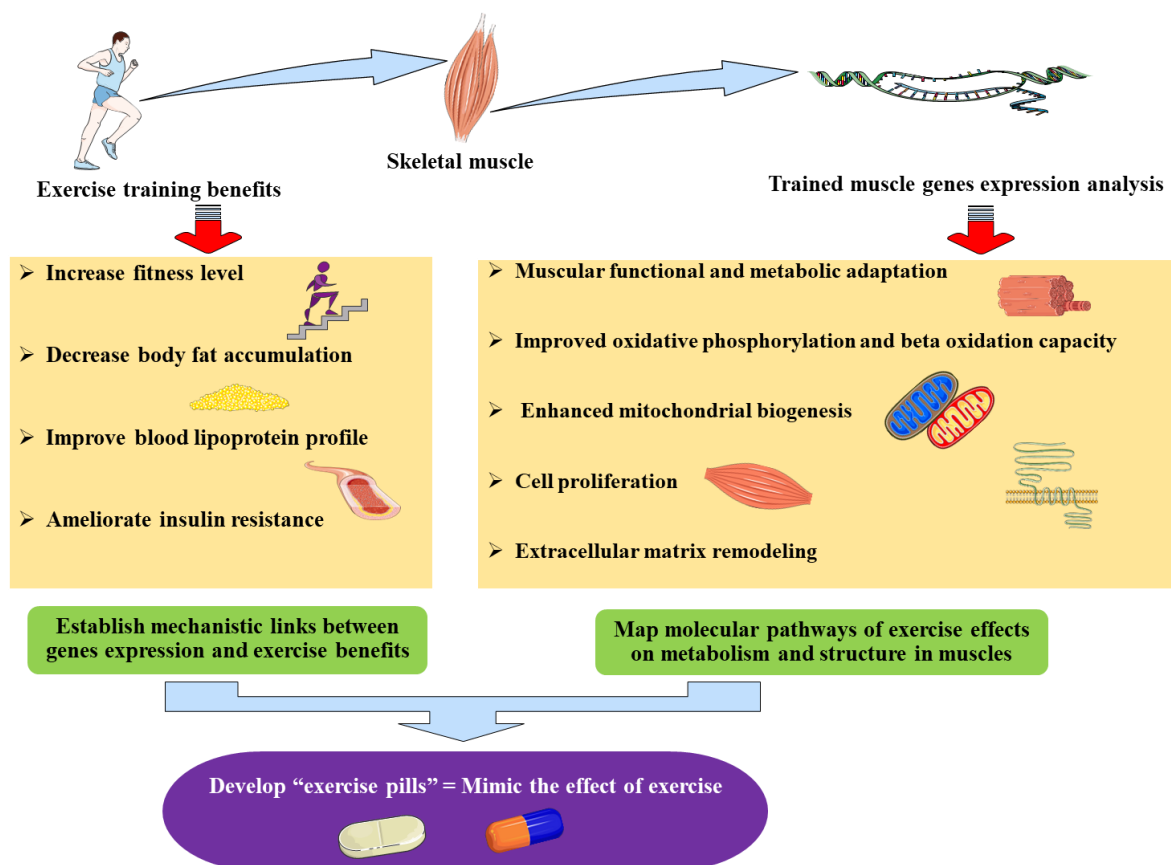 Skeletal muscle
Exercise training benefits
Trained muscle genes expression analysis
➢ Increase fitness level
➢ Decrease body fat accumulation
➢ Improve blood lipoprotein profile
➢ Ameliorate insulin resistance
➢ Muscular functional and metabolic adaptation
➢ Improved oxidative phosphorylation and beta oxidation capacity
➢ Enhanced mitochondrial biogenesis
➢ Cell proliferation
➢ Extracellular matrix remodeling
Establish mechanistic links between
genes expression and exercise benefits
Map molecular pathways of exercise effects
on metabolism and structure in muscles
Develop “exercise pills” = Mimic the effect of exercise